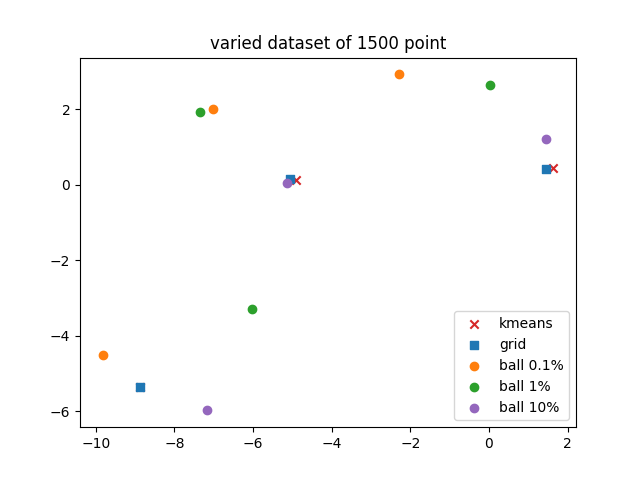 varied dataset of 1500 point
2
0
−2
−4
−6
−10
−8
−6
−4
−2
0
2
kmeans
grid
ball 0.1%
ball 1%
ball 10%